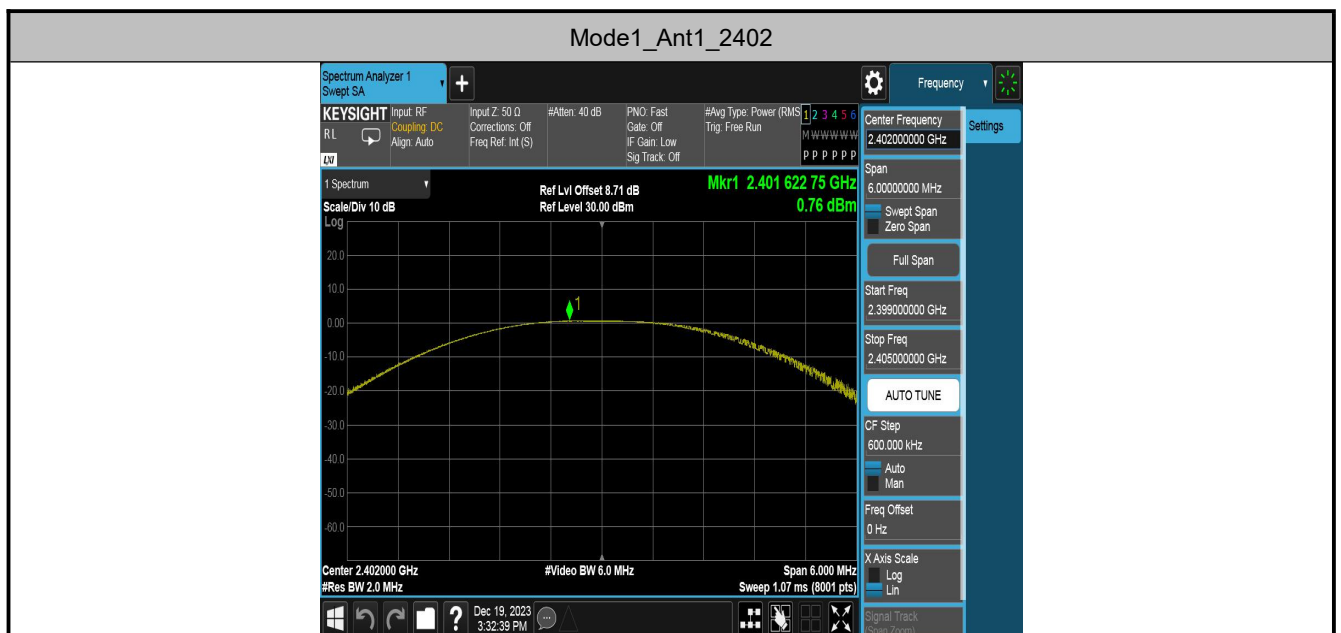 Mode1_Ant1_2402
Spectrum Analyzer 1
Swept SA
+
Frequency
KEYSIGHT
RL
LXI
Input: RF
Coupling: DC
Align: Auto
Input Z: 50 Ω
Corrections: Off
Freq Ref: Int (S)
#Atten: 40 dB
PNO: Fast
Gate: Off
IF Gain: Low
Sig Track: Off
#Avg Type: Power (RMS
Trig: Free Run
1 2 3 4 5 6
M W W W W W
P P P P P P
1 Spectrum
Scale/Div 10 dB
Log
Ref Lvl Offset 8.71 dB
Ref Level 30.00 dBm
Mkr1 2.401 622 75 GHz
0.76 dBm
1
20.0
10.0
0.00
-10.0
-20.0
-30.0
-40.0
-50.0
-60.0
Center 2.402000 GHz
#Res BW 2.0 MHz
#Video BW 6.0 MHz
Span 6.000 MHz
Sweep 1.07 ms (8001 pts)
?
Dec 19, 2023
3:32:39 PM
Center Frequency
2.402000000 GHz
Settings
Span
6.00000000 MHz
Swept Span
Zero Span
Full Span
Start Freq
2.399000000 GHz
Stop Freq
2.405000000 GHz
AUTO TUNE
CF Step
600.000 kHz
Auto
Man
Freq Offset
0 Hz
X Axis Scale
Log
Lin
Signal Track
(Span Zoom)